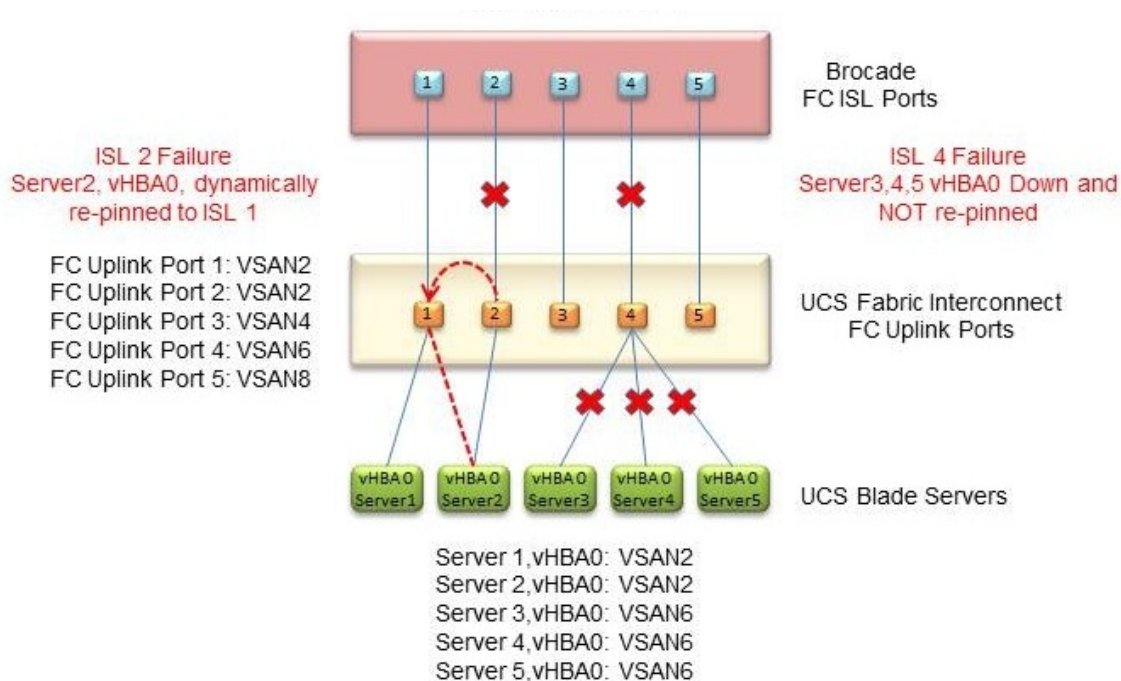 1
2
3
4
5
Brocade
FC ISL Ports
ISL 2 Failure
Server2, vHBA0, dynamically
re-pinned to ISL 1
ISL 4 Failure
Server3,4,5 vHBA0 Down and
NOT re-pinned
FC Uplink Port 1: VSAN2
FC Uplink Port 2: VSAN2
FC Uplink Port 3: VSAN4
FC Uplink Port 4: VSAN6
FC Uplink Port 5: VSAN8
1
2
3
4
5
UCS Fabric Interconnect
FC Uplink Ports
vHBA0
Server1
vHBA0
Server2
vHBA0
Server3
vHBA0
Server4
vHBA0
Server5
UCS Blade Servers
Server 1,vHBA0: VSAN2
Server 2,vHBA0: VSAN2
Server 3,vHBA0: VSAN6
Server 4,vHBA0: VSAN6
Server 5,vHBA0: VSAN6